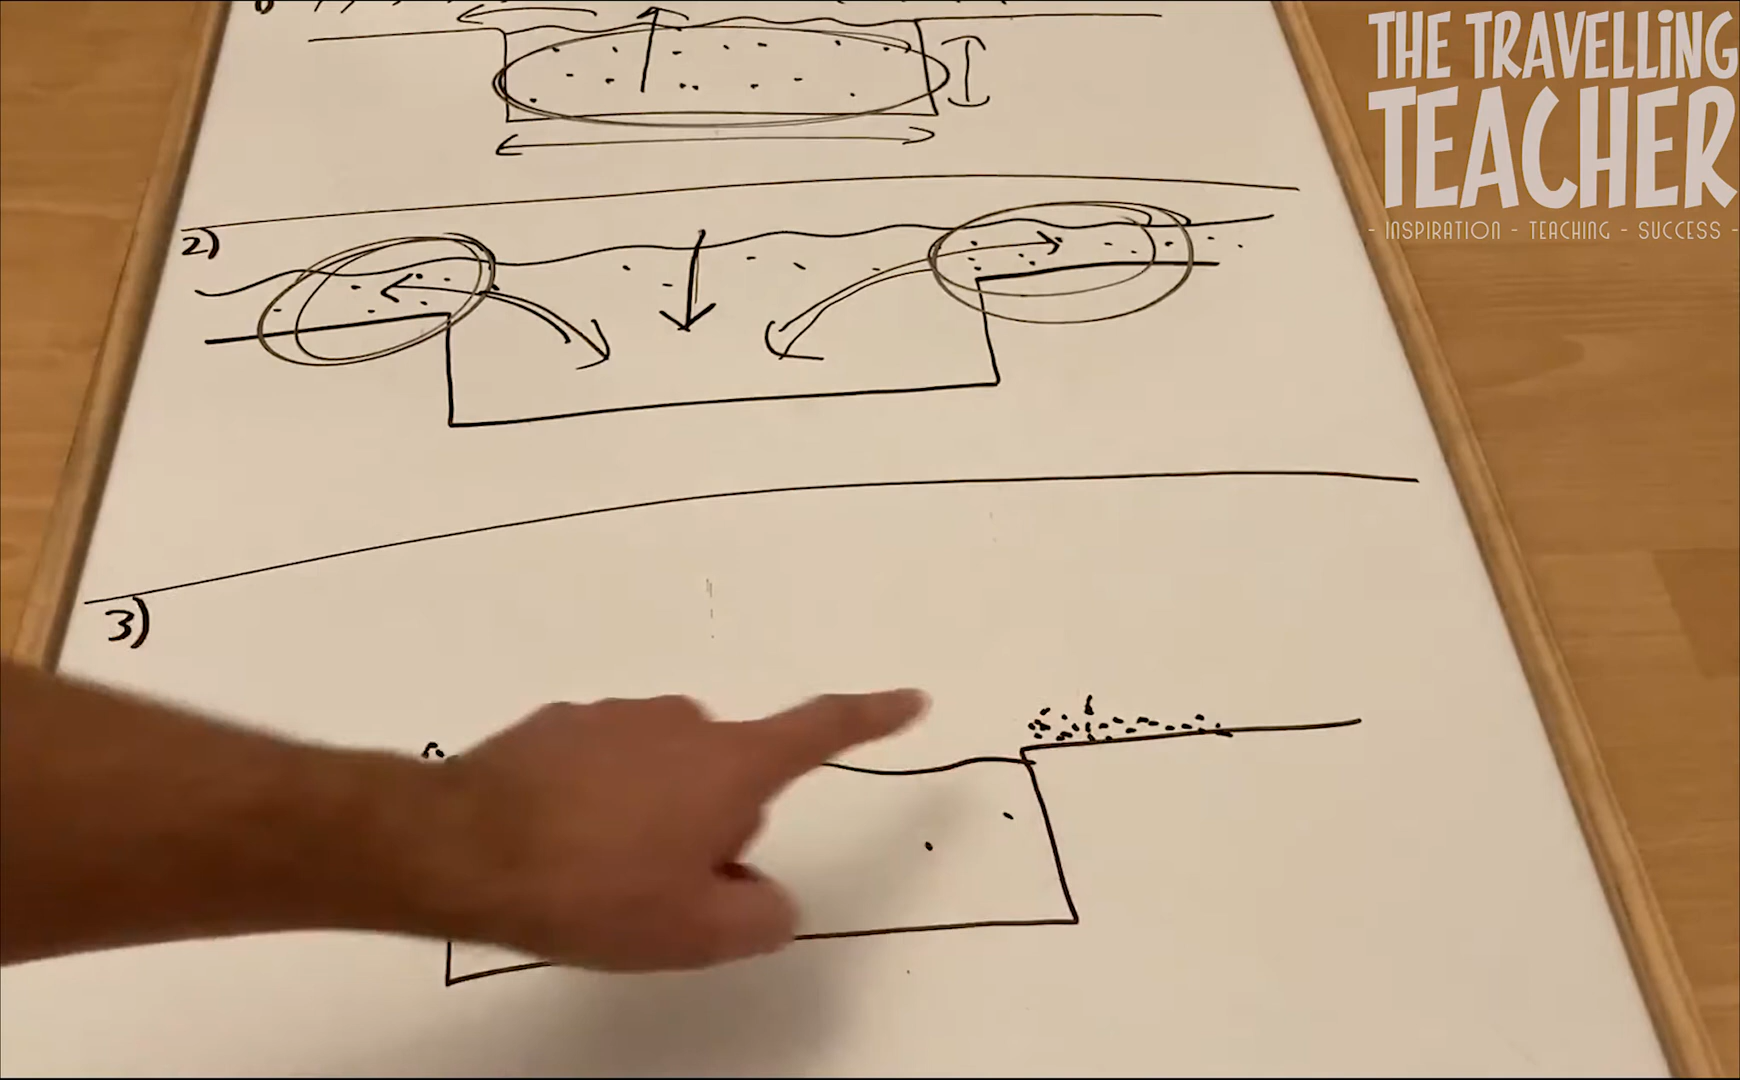 THE TRAVELLiNG
TEACHER
- INSPIRATION - TEACHING - SUCCESS -
2)
3)